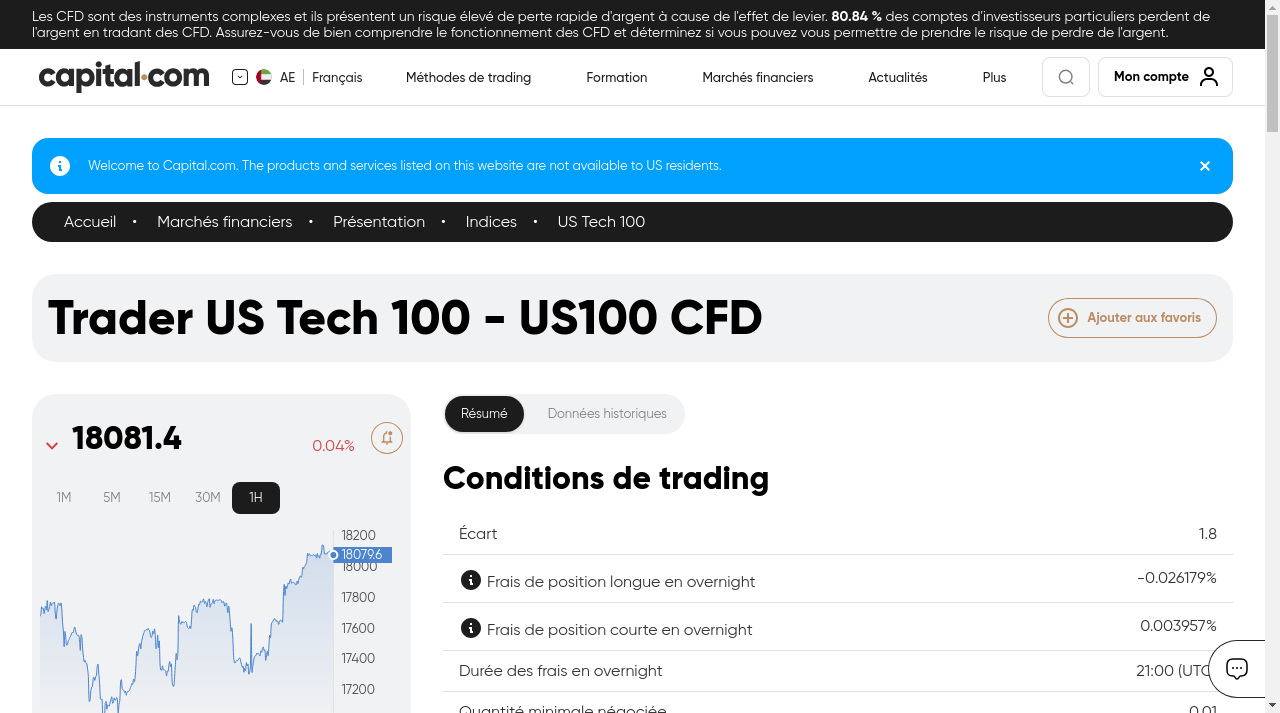 Les CFD sont des instruments complexes et ils présentent un risque élevé de perte rapide d'argent à cause de l'effet de levier. 80.84 % des comptes d'investisseurs particuliers perdent de
l'argent en tradant des CFD. Assurez-vous de bien comprendre le fonctionnement des CFD et déterminez si vous pouvez vous permettre de prendre le risque de perdre de l'argent.
capital.com
AE
Français
Méthodes de trading
Formation
Marchés financiers
Actualités
Plus
Mon compte
Welcome to Capital.com. The products and services listed on this website are not available to US residents.
Accueil • Marchés financiers • Présentation • Indices • US Tech 100
Trader US Tech 100 - US100 CFD
Ajouter aux favoris
18081.4
0.04%
1M 5M 15M 30M 1H
18200
18079.6
18000
17800
17600
17400
17200
Résumé
Données historiques
Conditions de trading
Écart 1.8
Frais de position longue en overnight -0.026179%
Frais de position courte en overnight 0.003957%
Durée des frais en overnight 21:00 (UTC
Quantité minimale négociée 0.01